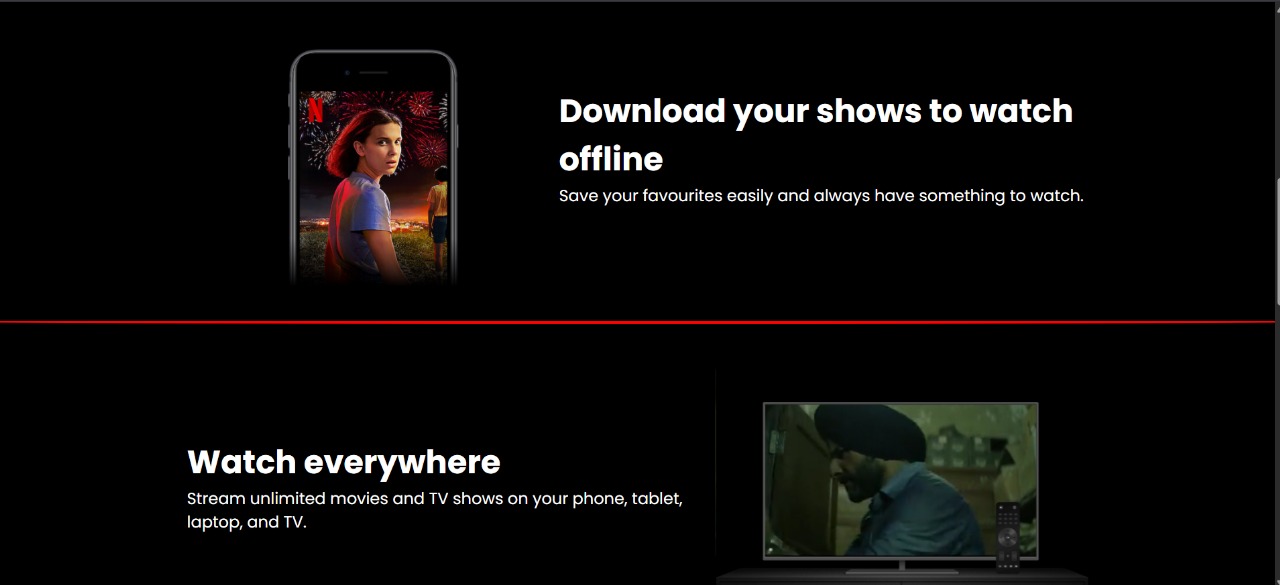 N
Download your shows to watch
offline
Save your favourites easily and always have something to watch.
Watch everywhere
Stream unlimited movies and TV shows on your phone, tablet,
laptop, and TV.